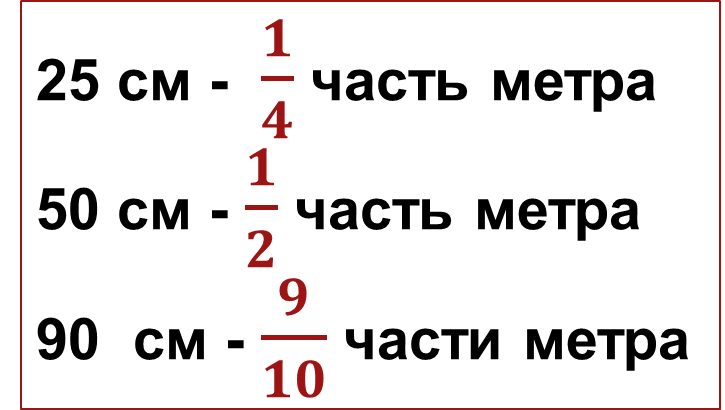 25 см - 1/4 часть метра
50 см - 1/2 часть метра
90 см - 9/10 части метра